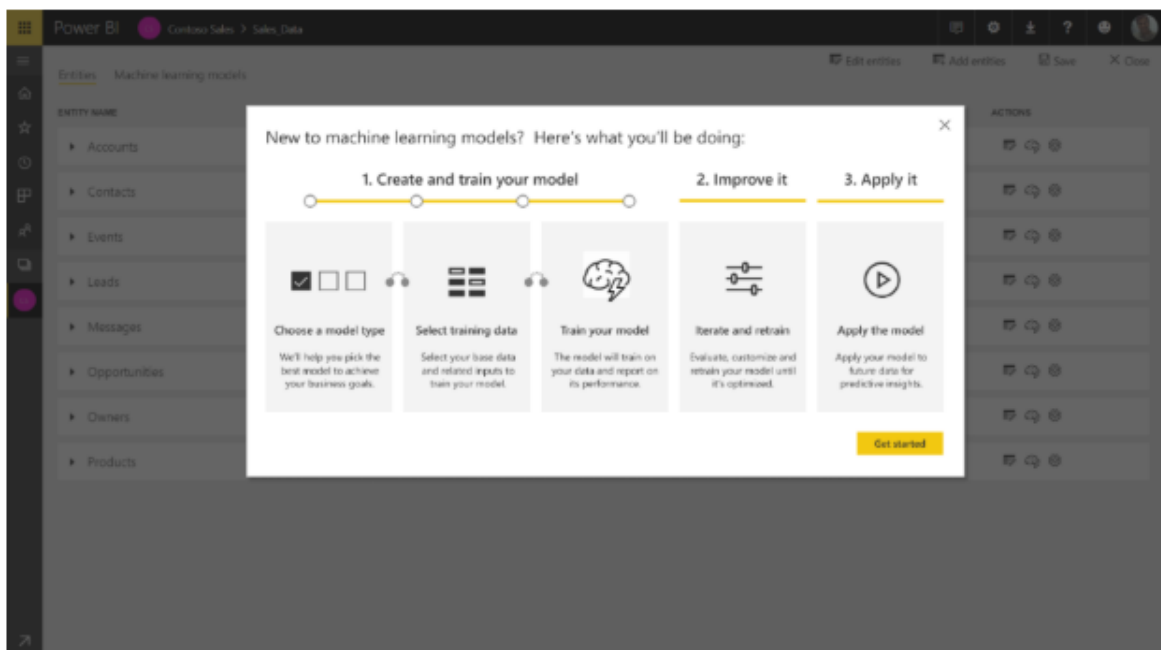 Power BI Contoso Sales > Sales_Data ?
Entities Machine learning models Edit entities Add entities Save Close
ENTITY NAME ACTIONS
Accounts
Contacts
Events
Leads
Messages
Opportunities
Owners
Products
New to machine learning models? Here's what you'll be doing:
1. Create and train your model 2. Improve it 3. Apply it
Choose a model type
We'll help you pick the
best model to achieve
your business goals.
Select training data
Select your base data
and related inputs to
train your model.
Train your model
The model will train on
your data and report on
its performance.
Iterate and retrain
Evaluate, customize and
retrain your model until
it's optimized.
Apply the model
Apply your model to
future data for
predictive insights.
Get started